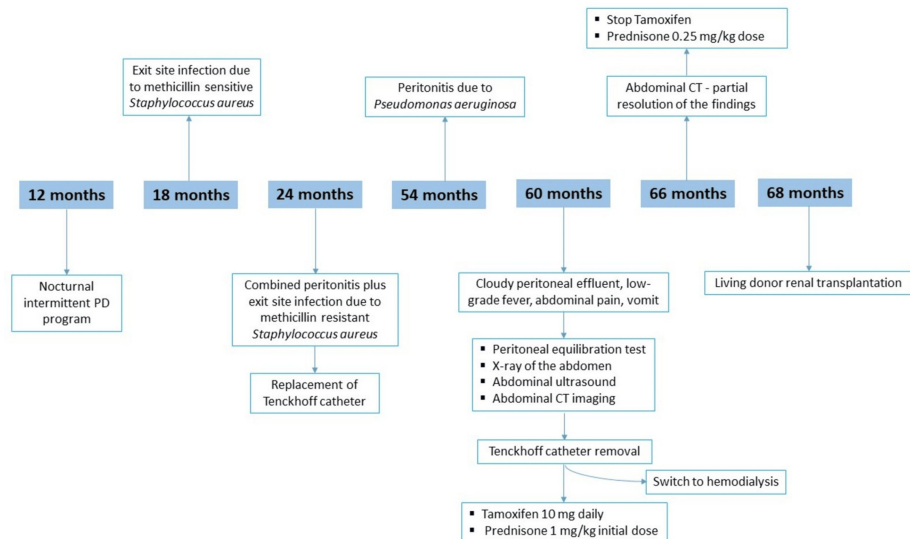 ▪ Stop Tamoxifen
▪ Prednisone 0.25 mg/kg dose
Exit site infection due
to methicillin sensitive
Staphylococcus aureus
Peritonitis due to
Pseudomonas aeruginosa
Abdominal CT - partial
resolution of the findings
12 months
18 months
24 months
54 months
60 months
66 months
68 months
Nocturnal
intermittent PD
program
Combined peritonitis plus
exit site infection due to
methicillin resistant
Staphylococcus aureus
Replacement of
Tenckhoff catheter
Cloudy peritoneal effluent, low-
grade fever, abdominal pain, vomit
▪ Peritoneal equilibration test
▪ X-ray of the abdomen
▪ Abdominal ultrasound
▪ Abdominal CT imaging
Tenckhoff catheter removal
Switch to hemodialysis
▪ Tamoxifen 10 mg daily
▪ Prednisone 1 mg/kg initial dose
Living donor renal transplantation